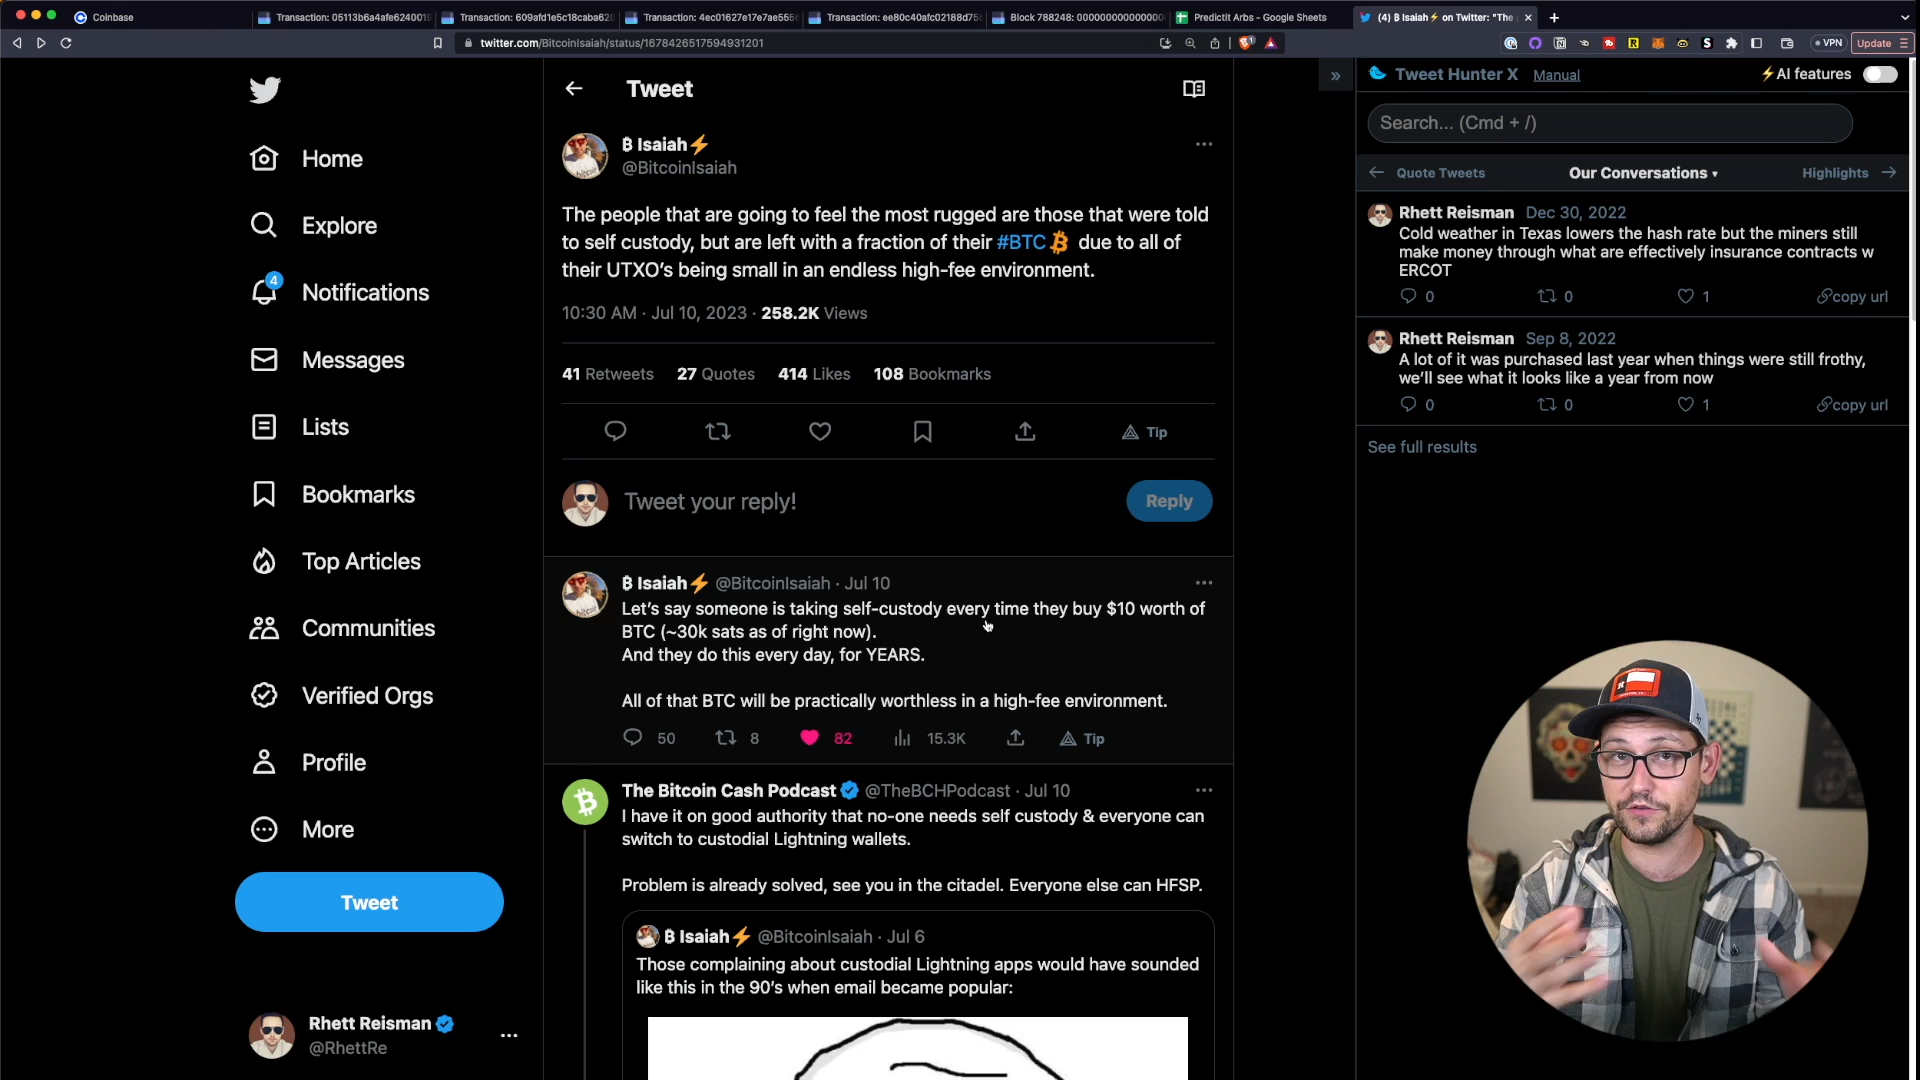 Coinbase
Transaction: 05113b6a4afe6240019
Transaction: 609afd1e5c18caba620
Transaction: 4ec01627e17e7ae555
Transaction: ee80c40afc02188d75
Block 788248: 00000000000000
Predictit Arbs - Google Sheets
(4) ₿ Isaiah⚡ on Twitter: "The
twitter.com/BitcoinIsaiah/status/1678426517594931201
VPN
Update
Home
Explore
4
Notifications
Messages
Lists
Bookmarks
Top Articles
Communities
Verified Orgs
Profile
More
Tweet
Rhett Reisman
@RhettRe
Tweet
₿ Isaiah⚡
@BitcoinIsaiah
The people that are going to feel the most rugged are those that were told
to self custody, but are left with a fraction of their #BTC due to all of
their UTXO's being small in an endless high-fee environment.
10:30 AM · Jul 10, 2023 · 258.2K Views
41 Retweets 27 Quotes 414 Likes 108 Bookmarks
Tip
Tweet your reply!
Reply
₿ Isaiah⚡ @BitcoinIsaiah · Jul 10
Let's say someone is taking self-custody every time they buy $10 worth of
BTC (~30k sats as of right now).
And they do this every day, for YEARS.
All of that BTC will be practically worthless in a high-fee environment.
50 8 82 15.3K Tip
The Bitcoin Cash Podcast @TheBCHPodcast · Jul 10
I have it on good authority that no-one needs self custody & everyone can
switch to custodial Lightning wallets.
Problem is already solved, see you in the citadel. Everyone else can HFSP.
₿ Isaiah⚡ @BitcoinIsaiah · Jul 6
Those complaining about custodial Lightning apps would have sounded
like this in the 90's when email became popular:
Tweet Hunter X Manual
⚡AI features
Search... (Cmd + /)
← Quote Tweets Our Conversations ▾ Highlights →
Rhett Reisman Dec 30, 2022
Cold weather in Texas lowers the hash rate but the miners still
make money through what are effectively insurance contracts w
ERCOT
0 0 1 copy url
Rhett Reisman Sep 8, 2022
A lot of it was purchased last year when things were still frothy,
we'll see what it looks like a year from now
0 0 1 copy url
See full results